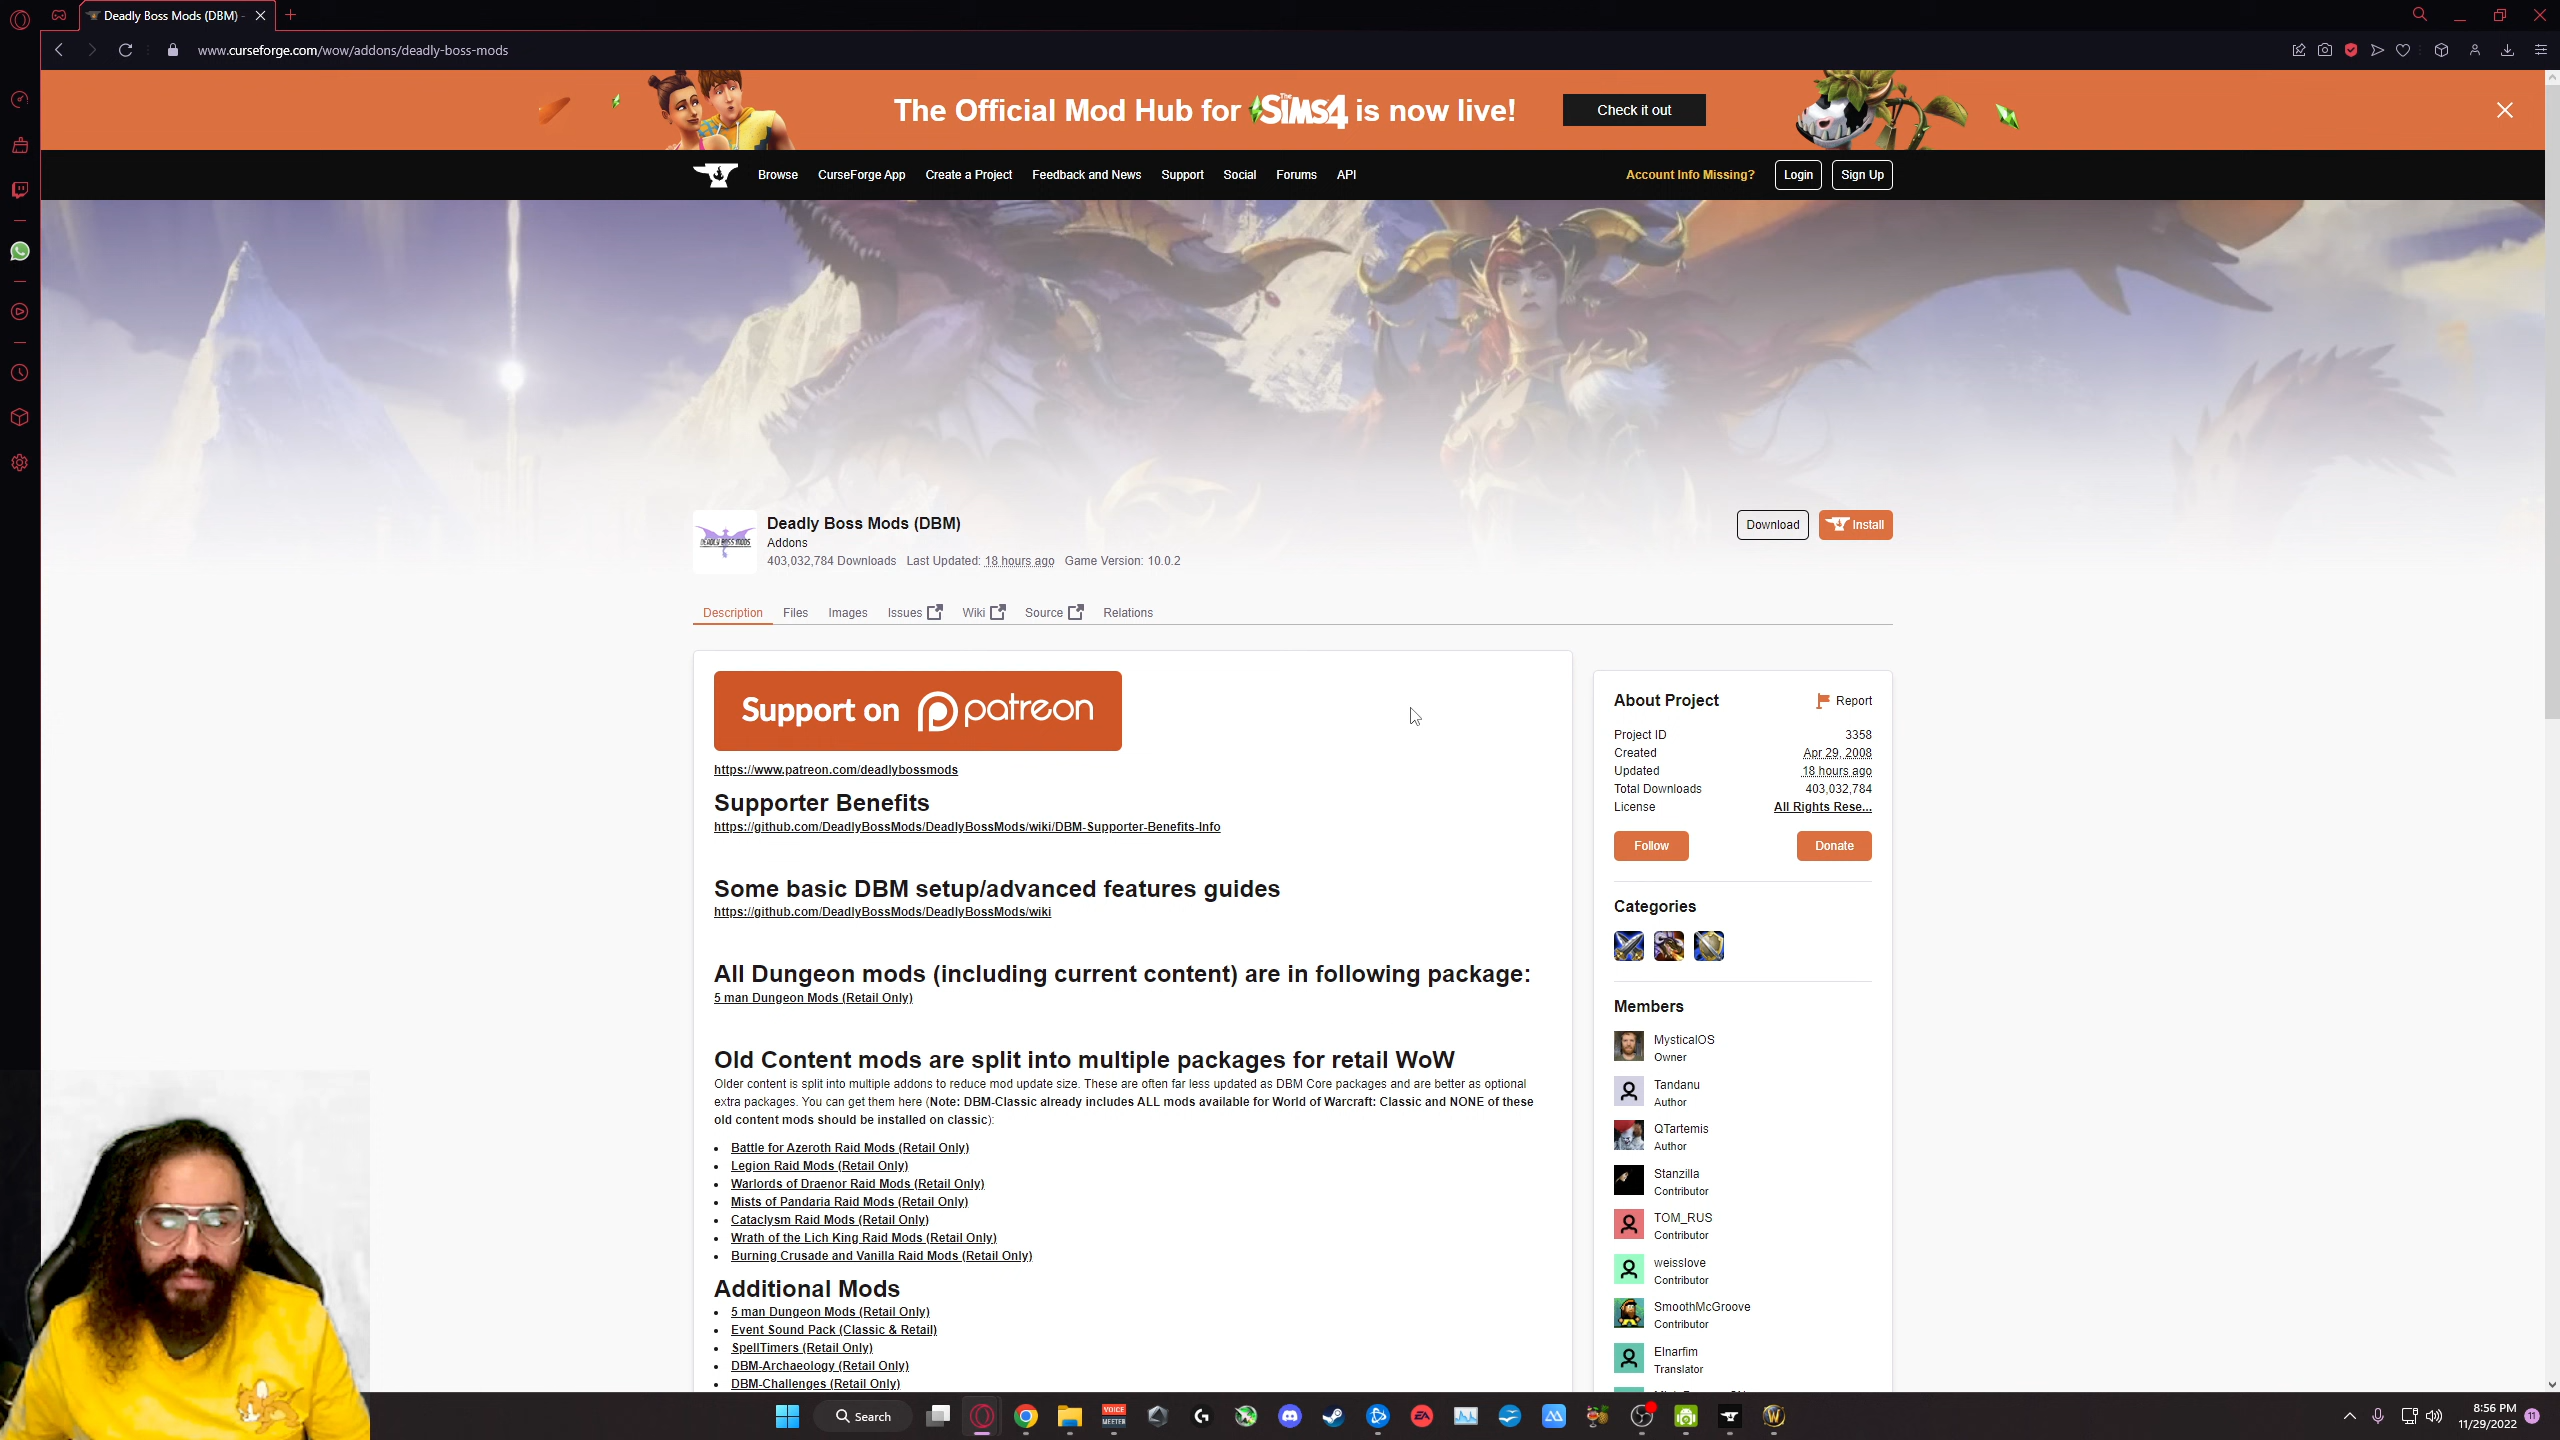 Deadly Boss Mods (DBM) -
www.curseforge.com/wow/addons/deadly-boss-mods
The Official Mod Hub for The SiMS4 is now live!
Check it out
Browse CurseForge App Create a Project Feedback and News Support Social Forums API
Account Info Missing? Login Sign Up
DEADLY BOSS MODS
Deadly Boss Mods (DBM)
Addons
403,032,784 Downloads Last Updated: 18 hours ago Game Version: 10.0.2
Download Install
Description Files Images Issues Wiki Source Relations
Support on patreon
https://www.patreon.com/deadlybossmods
Supporter Benefits
https://github.com/DeadlyBossMods/DeadlyBossMods/wiki/DBM-Supporter-Benefits-Info
Some basic DBM setup/advanced features guides
https://github.com/DeadlyBossMods/DeadlyBossMods/wiki
All Dungeon mods (including current content) are in following package:
5 man Dungeon Mods (Retail Only)
Old Content mods are split into multiple packages for retail WoW
Older content is split into multiple addons to reduce mod update size. These are often far less updated as DBM Core packages and are better as optional
extra packages. You can get them here (Note: DBM-Classic already includes ALL mods available for World of Warcraft: Classic and NONE of these
old content mods should be installed on classic):
Battle for Azeroth Raid Mods (Retail Only)
Legion Raid Mods (Retail Only)
Warlords of Draenor Raid Mods (Retail Only)
Mists of Pandaria Raid Mods (Retail Only)
Cataclysm Raid Mods (Retail Only)
Wrath of the Lich King Raid Mods (Retail Only)
Burning Crusade and Vanilla Raid Mods (Retail Only)
Additional Mods
5 man Dungeon Mods (Retail Only)
Event Sound Pack (Classic & Retail)
SpellTimers (Retail Only)
DBM-Archaeology (Retail Only)
DBM-Challenges (Retail Only)
About Project Report
Project ID 3358
Created Apr 29, 2008
Updated 18 hours ago
Total Downloads 403,032,784
License All Rights Rese...
Follow Donate
Categories
Members
MysticalOS
Owner
Tandanu
Author
QTartemis
Author
Stanzilla
Contributor
TOM_RUS
Contributor
weisslove
Contributor
SmoothMcGroove
Contributor
Elnarfim
Translator
Search
VOICE
MEETER
EA
8:56 PM
11/29/2022
11